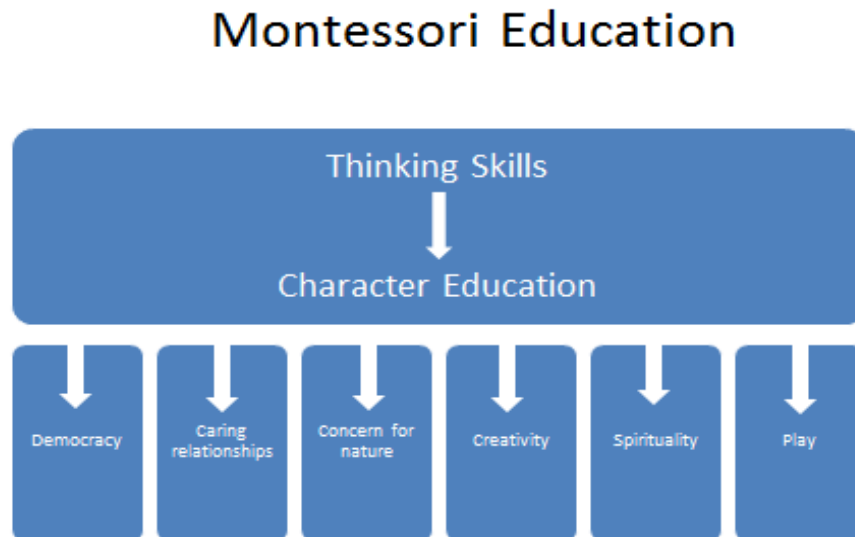 Montessori Education
Thinking Skills
Character Education
Democracy
Caring
relationships
Concern for
nature
Creativity
Spirituality
Play